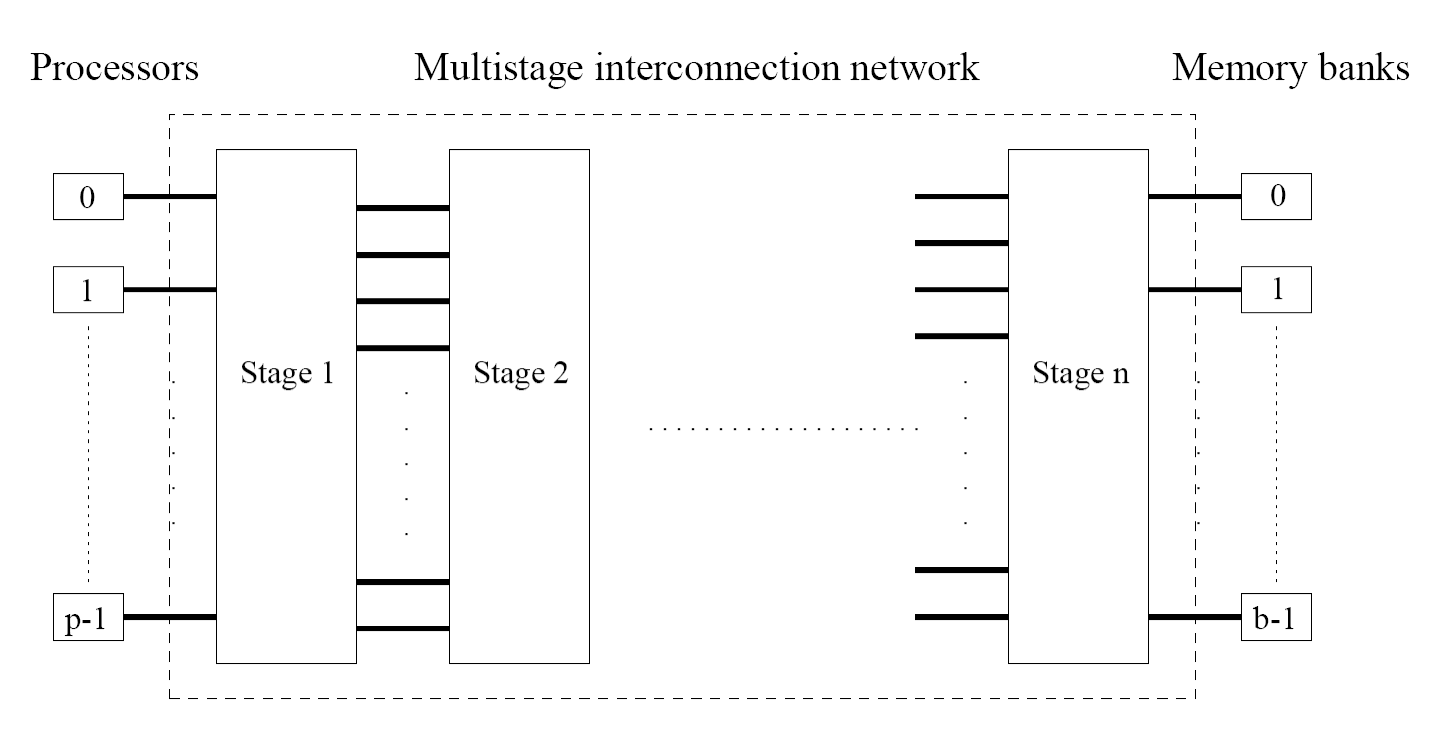 Processors
Multistage interconnection network
Memory banks
0
0
1
1
Stage 1
Stage 2
Stage n
p-1
b-1